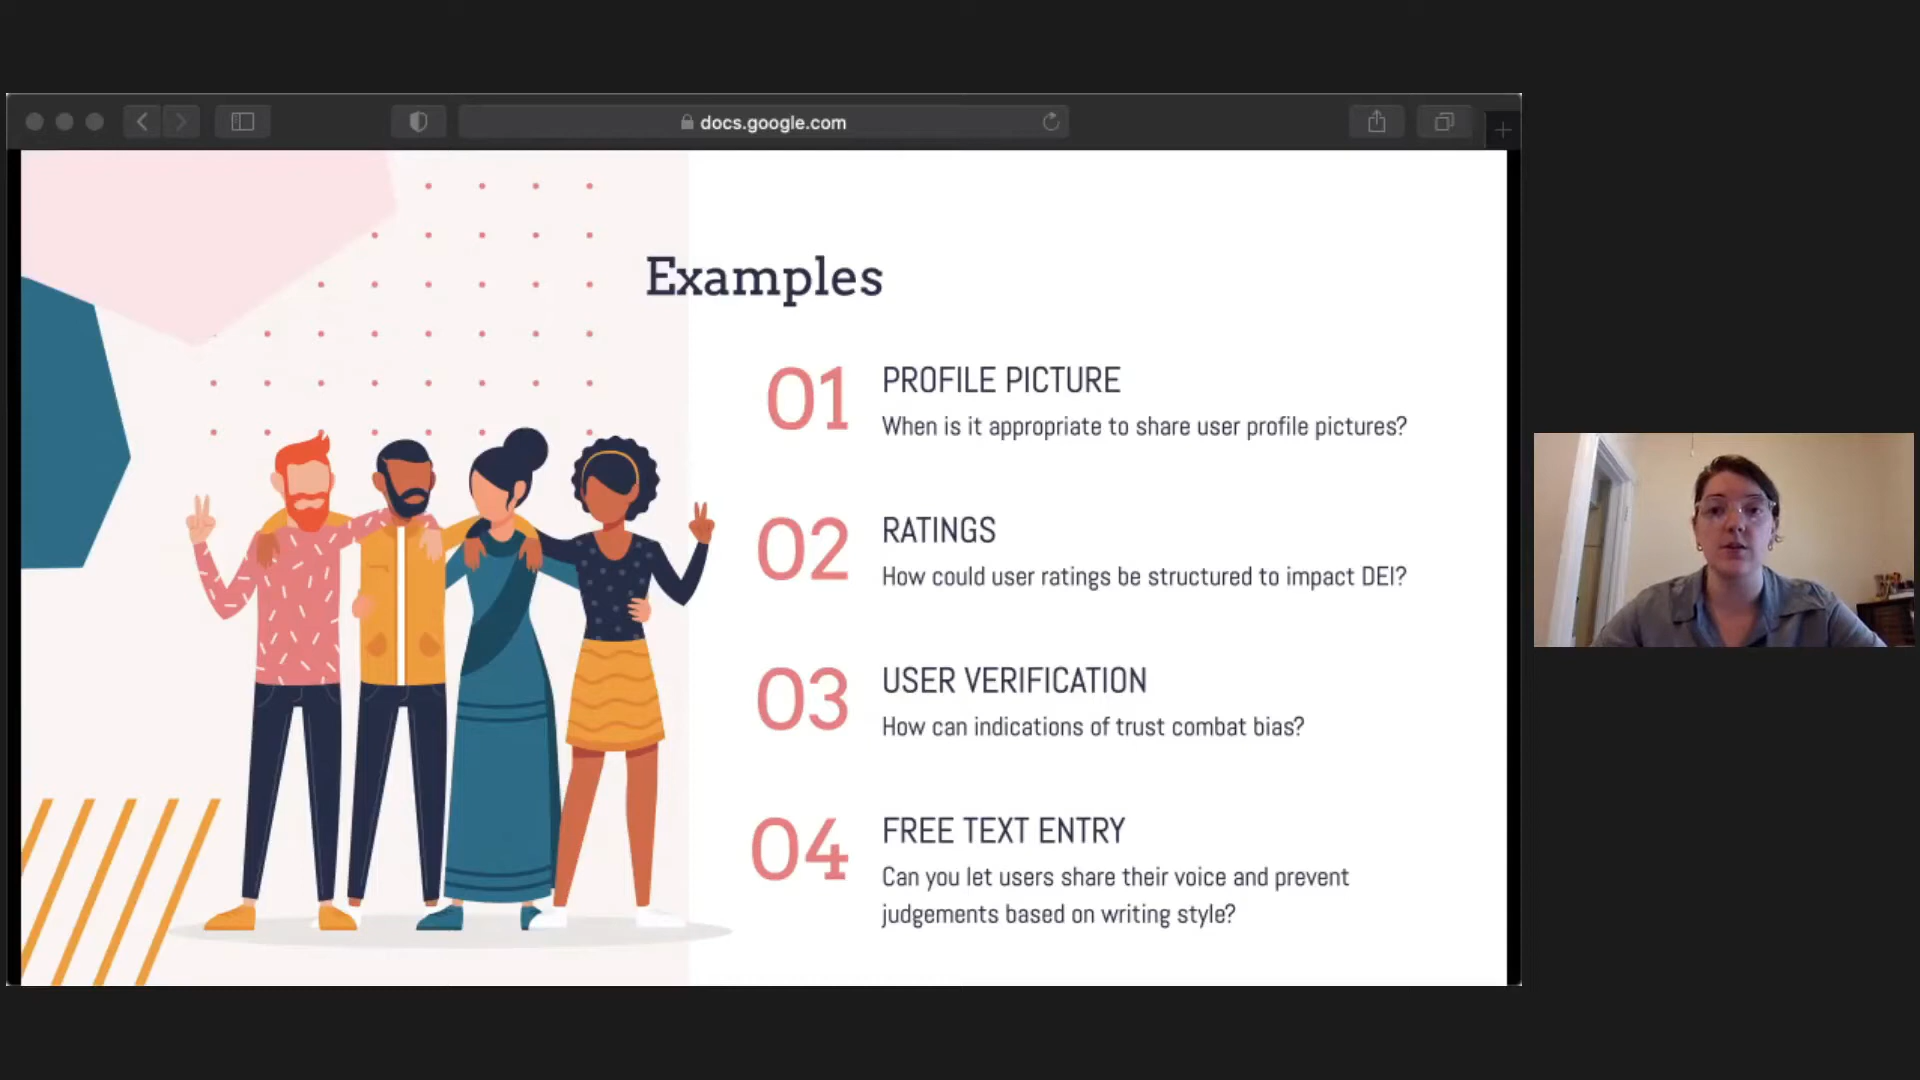 docs.google.com
Examples
01
PROFILE PICTURE
When is it appropriate to share user profile pictures?
02
RATINGS
How could user ratings be structured to impact DEI?
03
USER VERIFICATION
How can indications of trust combat bias?
04
FREE TEXT ENTRY
Can you let users share their voice and prevent
judgements based on writing style?